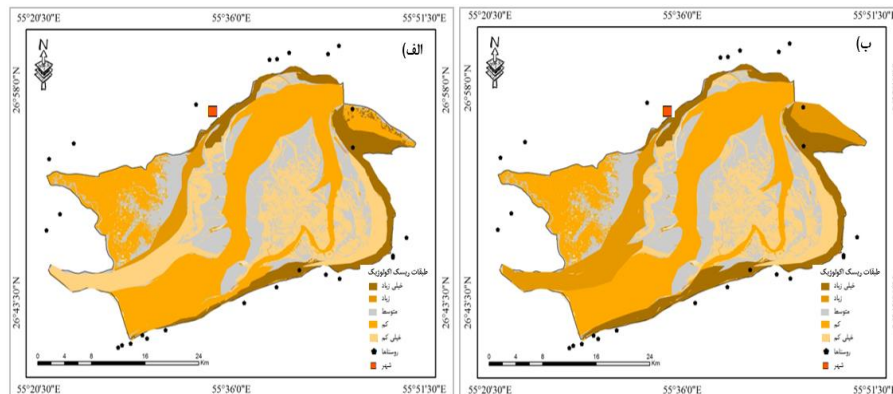 55°20'30"E 55°36'0"E 55°51'30"E
الف)
N
26°58'0"N
26°43'30"N
طبقات ریسک اکولوژیک
خیلی زیاد
زیاد
متوسط
کم
خیلی کم
روستاها
شهر
0 4 8 16 24
Km
55°20'30"E 55°36'0"E 55°51'30"E
55°20'30"E 55°36'0"E 55°51'30"E
ب)
N
26°58'0"N
26°43'30"N
طبقات ریسک اکولوژیک
خیلی زیاد
زیاد
متوسط
کم
خیلی کم
روستاها
شهر
0 4 8 16 24
Km
55°20'30"E 55°36'0"E 55°51'30"E